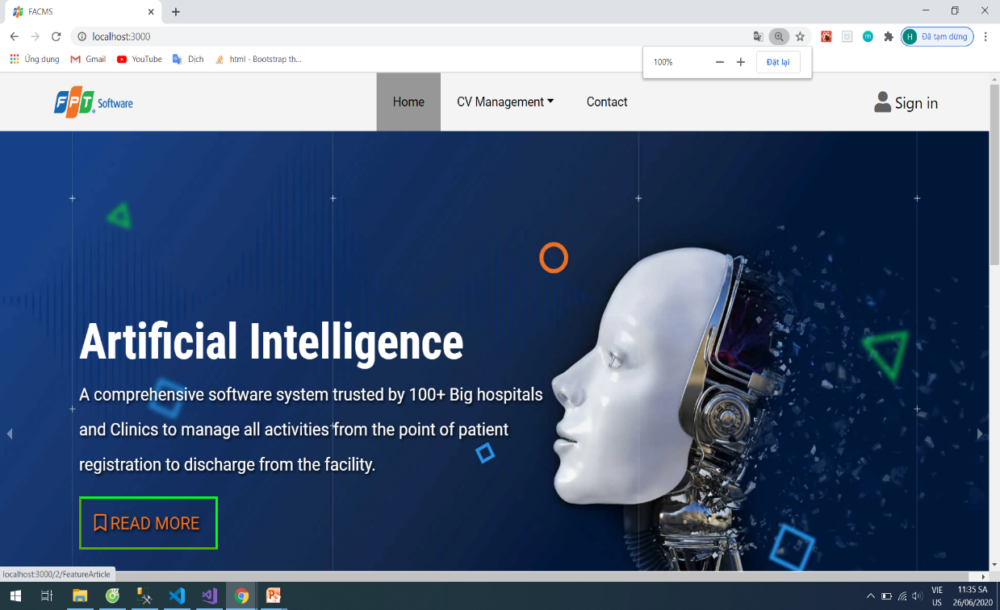 FACMS
localhost:3000
H Đã tạm dừng
Ứng dụng Gmail YouTube Dịch html - Bootstrap th...
100% Đặt lại
FPT Software
Home CV Management Contact Sign in
Artificial Intelligence
A comprehensive software system trusted by 100+ Big hospitals
and Clinics to manage all activities from the point of patient
registration to discharge from the facility.
READ MORE
localhost:3000/2/FeatureArticle
VIE 11:35 SA
US 26/06/2020